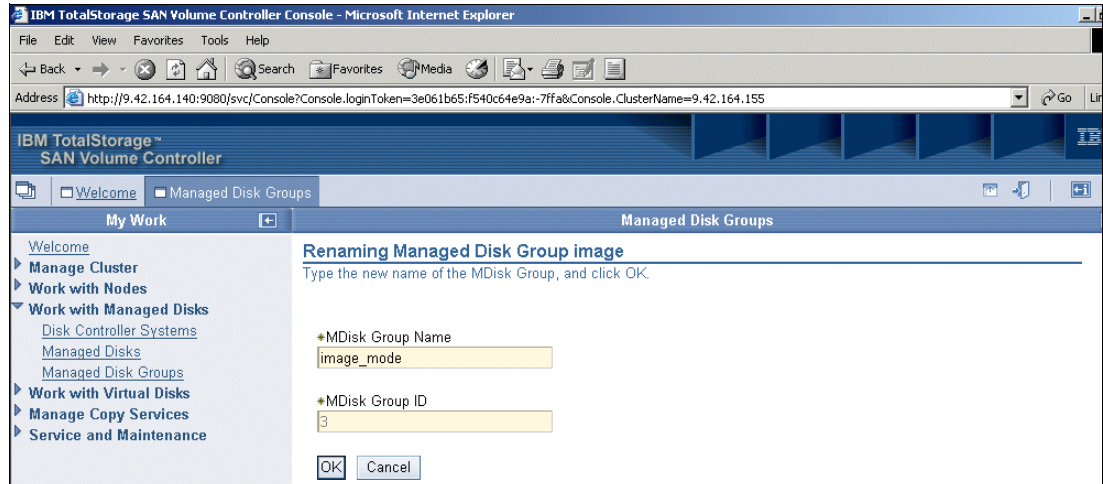 IBM TotalStorage SAN Volume Controller Console - Microsoft Internet Explorer
File Edit View Favorites Tools Help
Back Search Favorites Media
Address http://9.42.164.140:9080/svc/Console?Console.loginToken=3e061b65:f540c64e9a:-7ffa&Console.ClusterName=9.42.164.155 Go
IBM TotalStorage™
SAN Volume Controller
Welcome Managed Disk Groups
My Work
Managed Disk Groups
Welcome
Manage Cluster
Work with Nodes
Work with Managed Disks
Disk Controller Systems
Managed Disks
Managed Disk Groups
Work with Virtual Disks
Manage Copy Services
Service and Maintenance
Renaming Managed Disk Group image
Type the new name of the MDisk Group, and click OK.
*MDisk Group Name
image_mode
*MDisk Group ID
3
OK Cancel